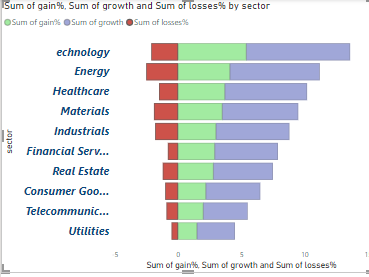 Sum of gain%, Sum of growth and Sum of losses% by sector
Sum of gain% Sum of growth Sum of losses%
echnology
Energy
Healthcare
Materials
Industrials
Financial Serv...
Real Estate
Consumer Goo...
Telecommunic...
Utilities
sector
5 0 5 10
Sum of gain%, Sum of growth and Sum of losses%